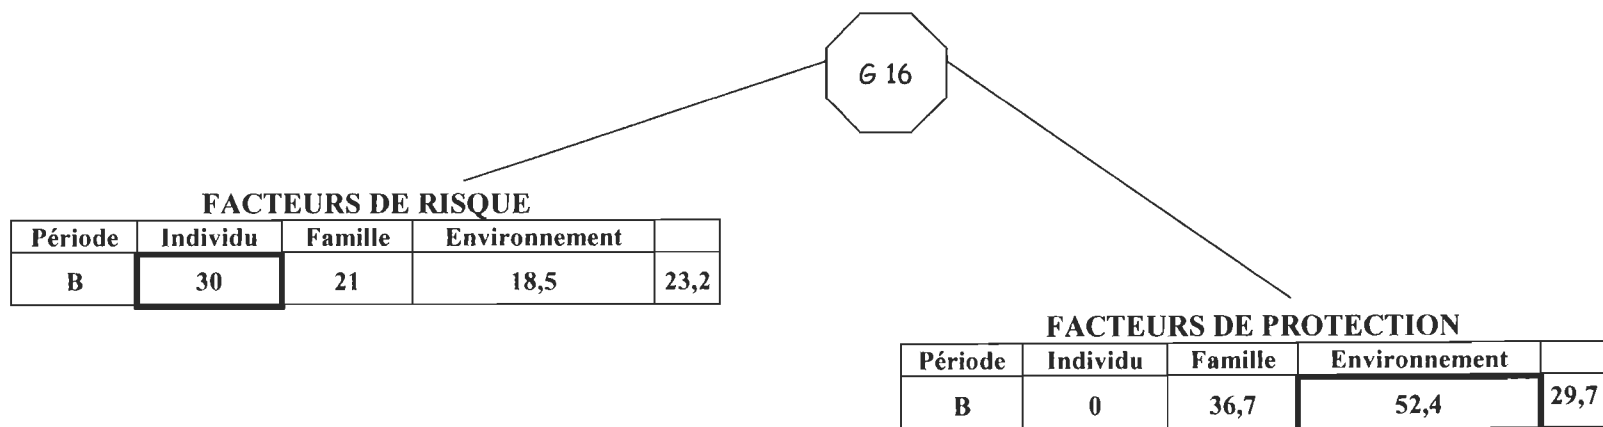 G 16
FACTEURS DE RISQUE
Période Individu Famille Environnement
B 30 21 18,5 23,2
FACTEURS DE PROTECTION
Période Individu Famille Environnement
B 0 36,7 52,4 29,7